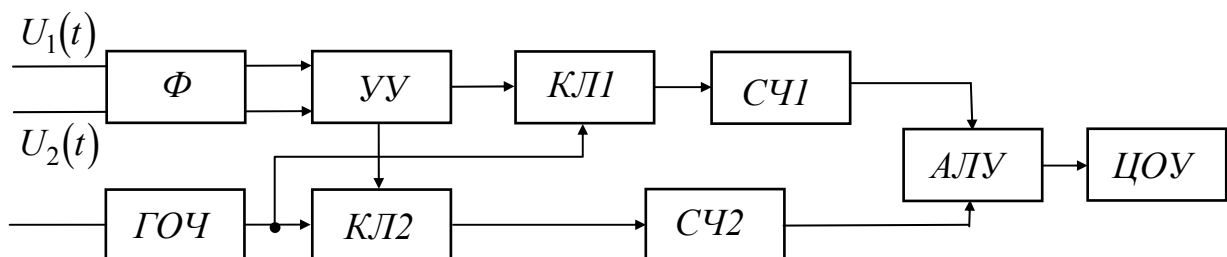 U₁(t)
Ф УУ КЛ1 СЧ1
U₂(t)
АЛУ ЦОУ
ГОЧ КЛ2 СЧ2